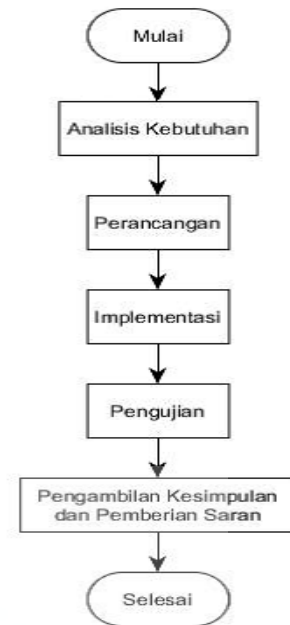 Mulai
Analisis Kebutuhan
Perancangan
Implementasi
Pengujian
Pengambilan Kesimpulan
dan Pemberian Saran
Selesai